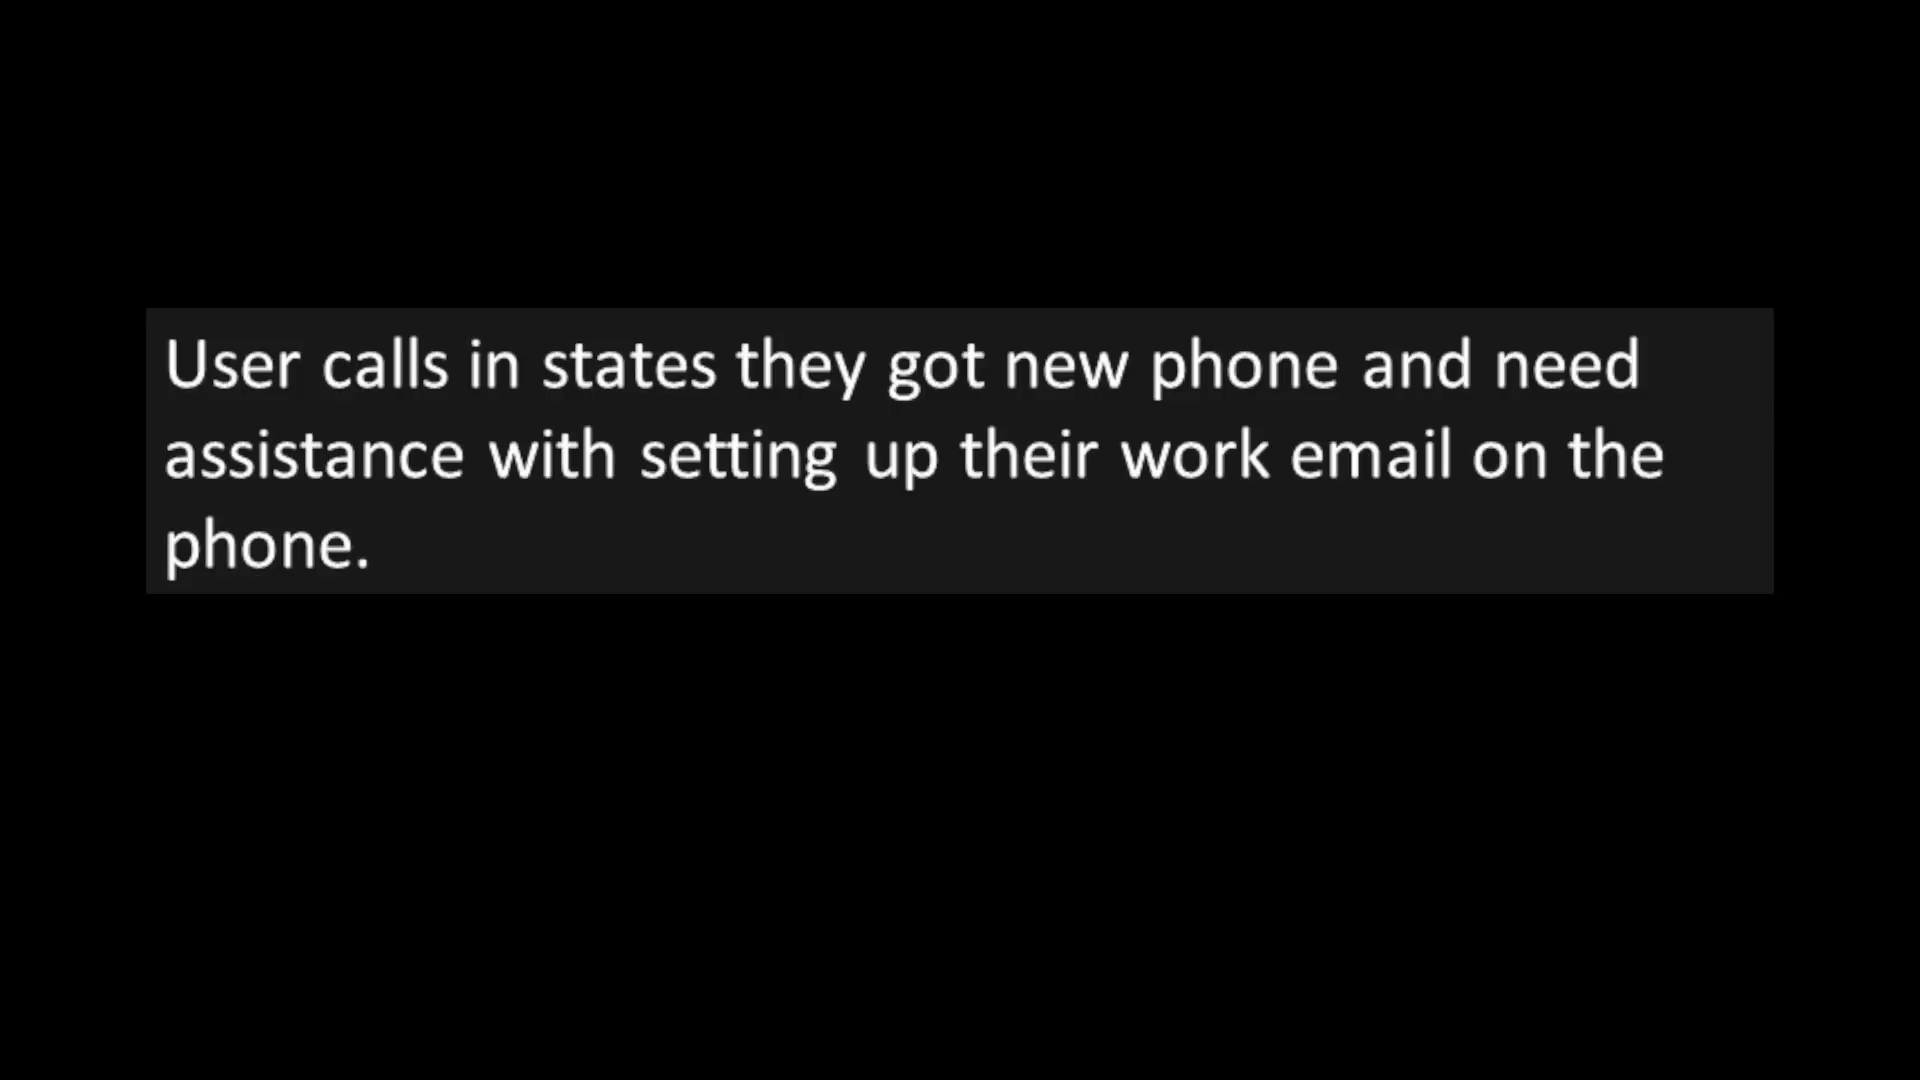 User calls in states they got new phone and need
assistance with setting up their work email on the
phone.